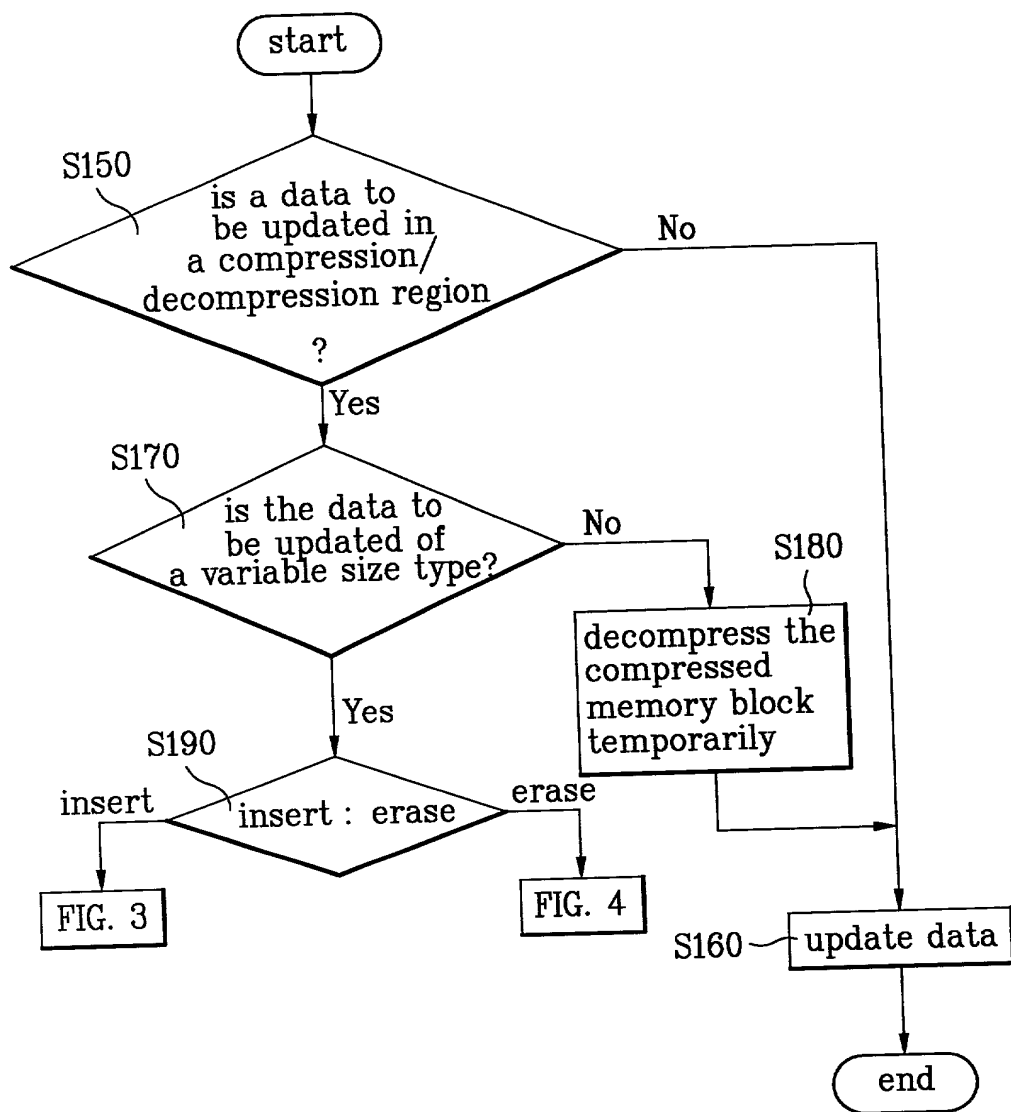 start
S150
is a data to
be updated in
a compression/
decompression region
?
No
Yes
S170
is the data to
be updated of
a variable size type?
No
S180
decompress the
compressed
memory block
temporarily
Yes
S190
insert
insert : erase
erase
FIG. 3
FIG. 4
S160
update data
end